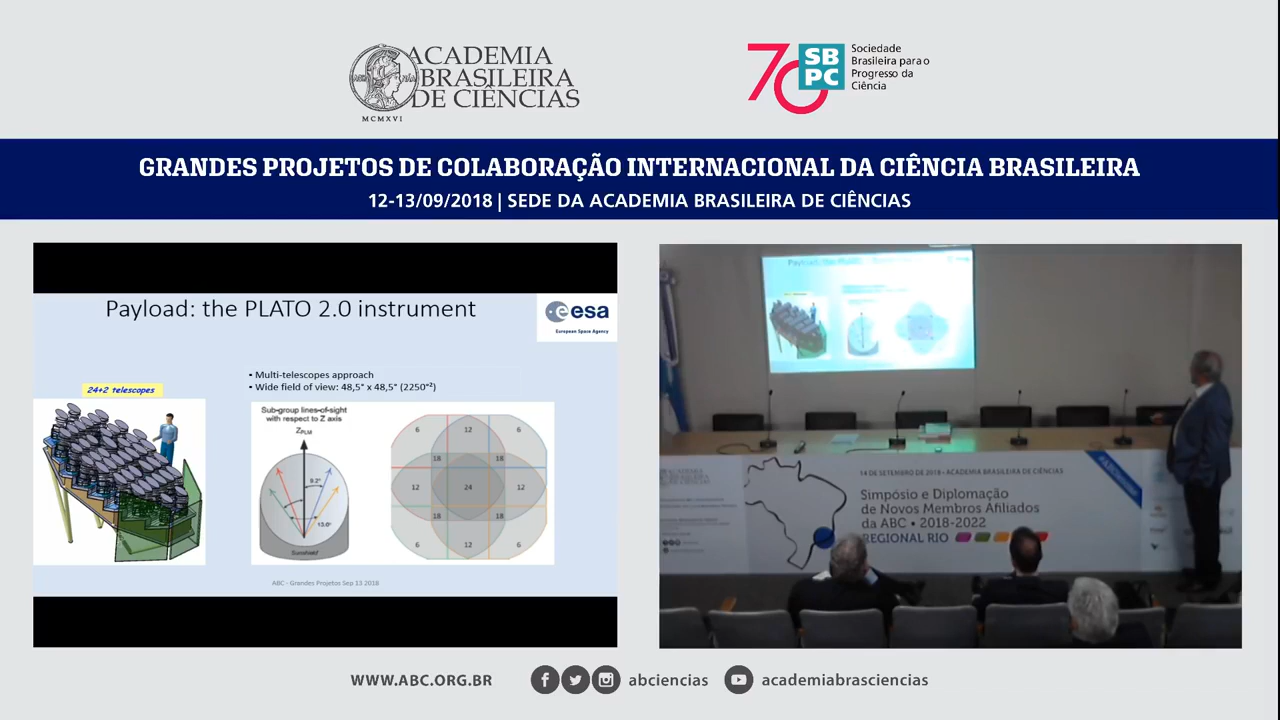 ACADEMIA
BRASILEIRA
DE CIÊNCIAS
MCMXVI
70
SB
PC
Sociedade
Brasileira para o
Progresso da
Ciência
GRANDES PROJETOS DE COLABORAÇÃO INTERNACIONAL DA CIÊNCIA BRASILEIRA
12-13/09/2018 | SEDE DA ACADEMIA BRASILEIRA DE CIÊNCIAS
Payload: the PLATO 2.0 instrument
esa
European Space Agency
• Multi-telescopes approach
• Wide field of view: 48,5° x 48,5° (2250°²)
24+2 telescopes
Sub-group lines-of-sight
with respect to Z axis
ZPLM
9.2°
13.0°
Sunshield
6 12 6
18 18
12 24 12
18 18
6 12 6
ABC - Grandes Projetos Sep 13 2018
14 DE SETEMBRO DE 2018 - ACADEMIA BRASILEIRA DE CIÊNCIAS
Simpósio e Diplomação
de Novos Membros Afiliados
da ABC • 2018-2022
REGIONAL RIO
WWW.ABC.ORG.BR
abciencias
academiabrasciencias